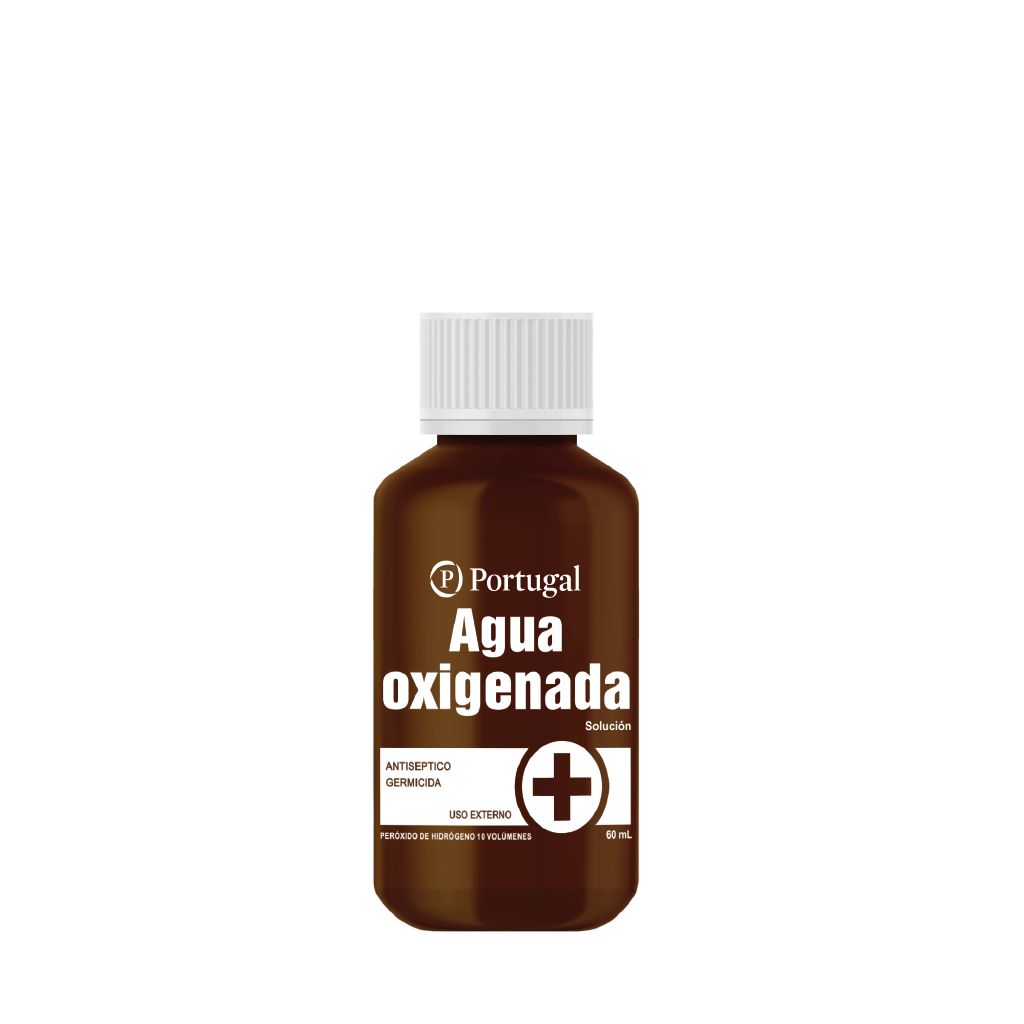 P Portugal
Agua
oxigenada
Solución
ANTISEPTICO
GERMICIDA
USO EXTERNO
PERÓXIDO DE HIDRÓGENO 10 VOLÚMENES
60 mL